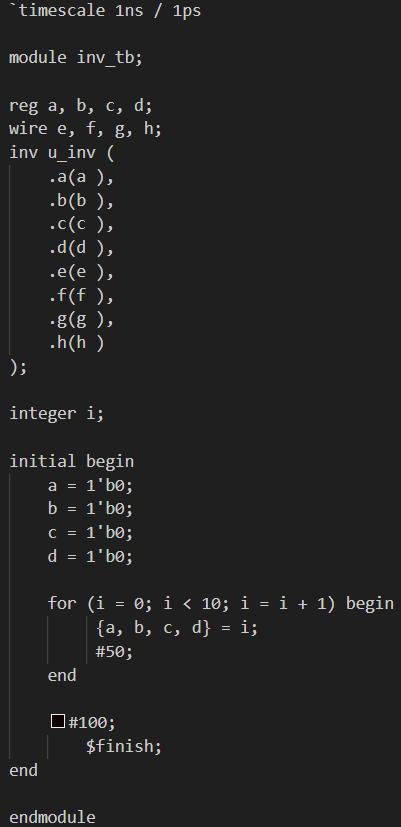 `timescale 1ns / 1ps
module inv_tb;
reg a, b, c, d;
wire e, f, g, h;
inv u_inv (
.a(a ),
.b(b ),
.c(c ),
.d(d ),
.e(e ),
.f(f ),
.g(g ),
.h(h )
);
integer i;
initial begin
a = 1'b0;
b = 1'b0;
c = 1'b0;
d = 1'b0;
for (i = 0; i < 10; i = i + 1) begin
{a, b, c, d} = i;
#50;
end
#100;
$finish;
end
endmodule